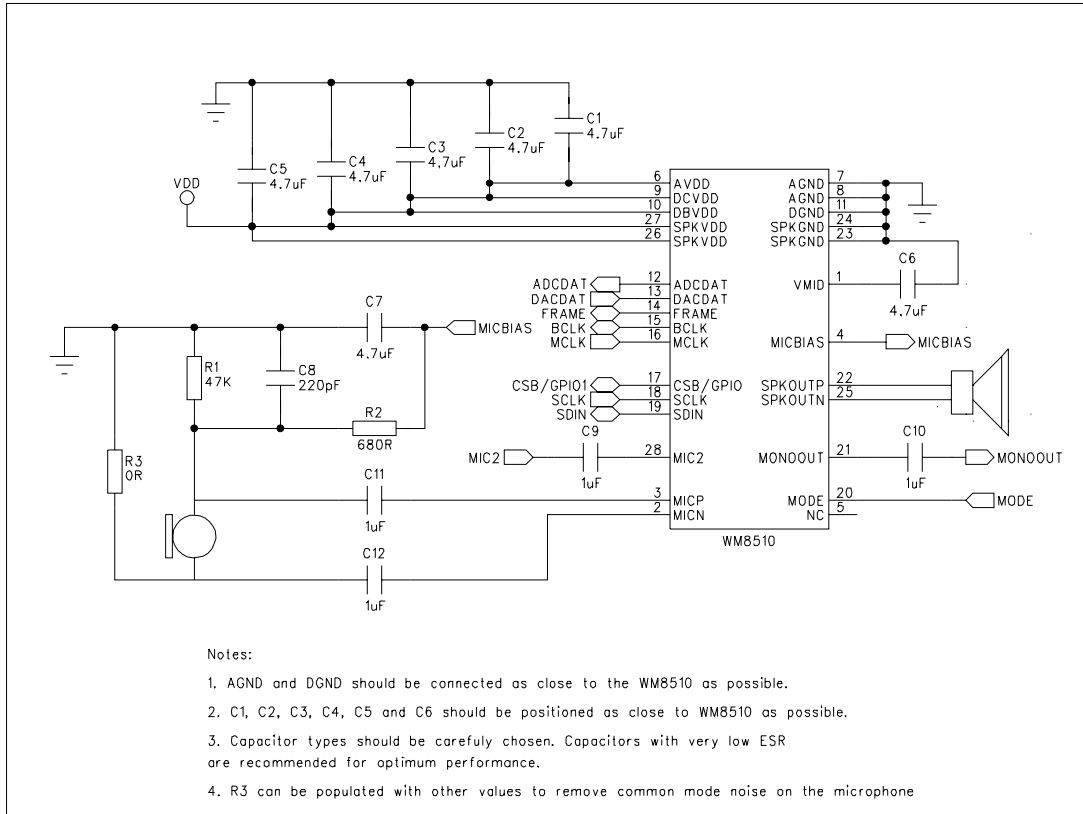 C1
4.7uF
C2
4.7uF
C3
4.7uF
C4
4.7uF
C5
4.7uF
VDD
6 AVDD
9 DCVDD
10 DBVDD
27 SPKVDD
26 SPKVDD
AGND 7
AGND 8
DGND 11
SPKGND 24
SPKGND 23
C6
4.7uF
VMID 1
ADCDAT 12 ADCDAT
DACDAT 13 DACDAT
FRAME 14 FRAME
BCLK 15 BCLK
MCLK 16 MCLK
MICBIAS 4 MICBIAS
C7
4.7uF
MICBIAS
R1
47K
C8
220pF
R2
680R
R3
0R
CSB/GPIO1 17 CSB/GPIO
SCLK 18 SCLK
SDIN 19 SDIN
SPKOUTP 22
SPKOUTN 25
C9
MIC2 28 MIC2
1uF
C10
MONOOUT 21 MONOOUT
1uF
C11
1uF
3 MICP
2 MICN
MODE 20 MODE
NC 5
C12
1uF
WM8510
Notes:
1. AGND and DGND should be connected as close to the WM8510 as possible.
2. C1, C2, C3, C4, C5 and C6 should be positioned as close to WM8510 as possible.
3. Capacitor types should be carefuly chosen. Capacitors with very low ESR
are recommended for optimum performance.
4. R3 can be populated with other values to remove common mode noise on the microphone